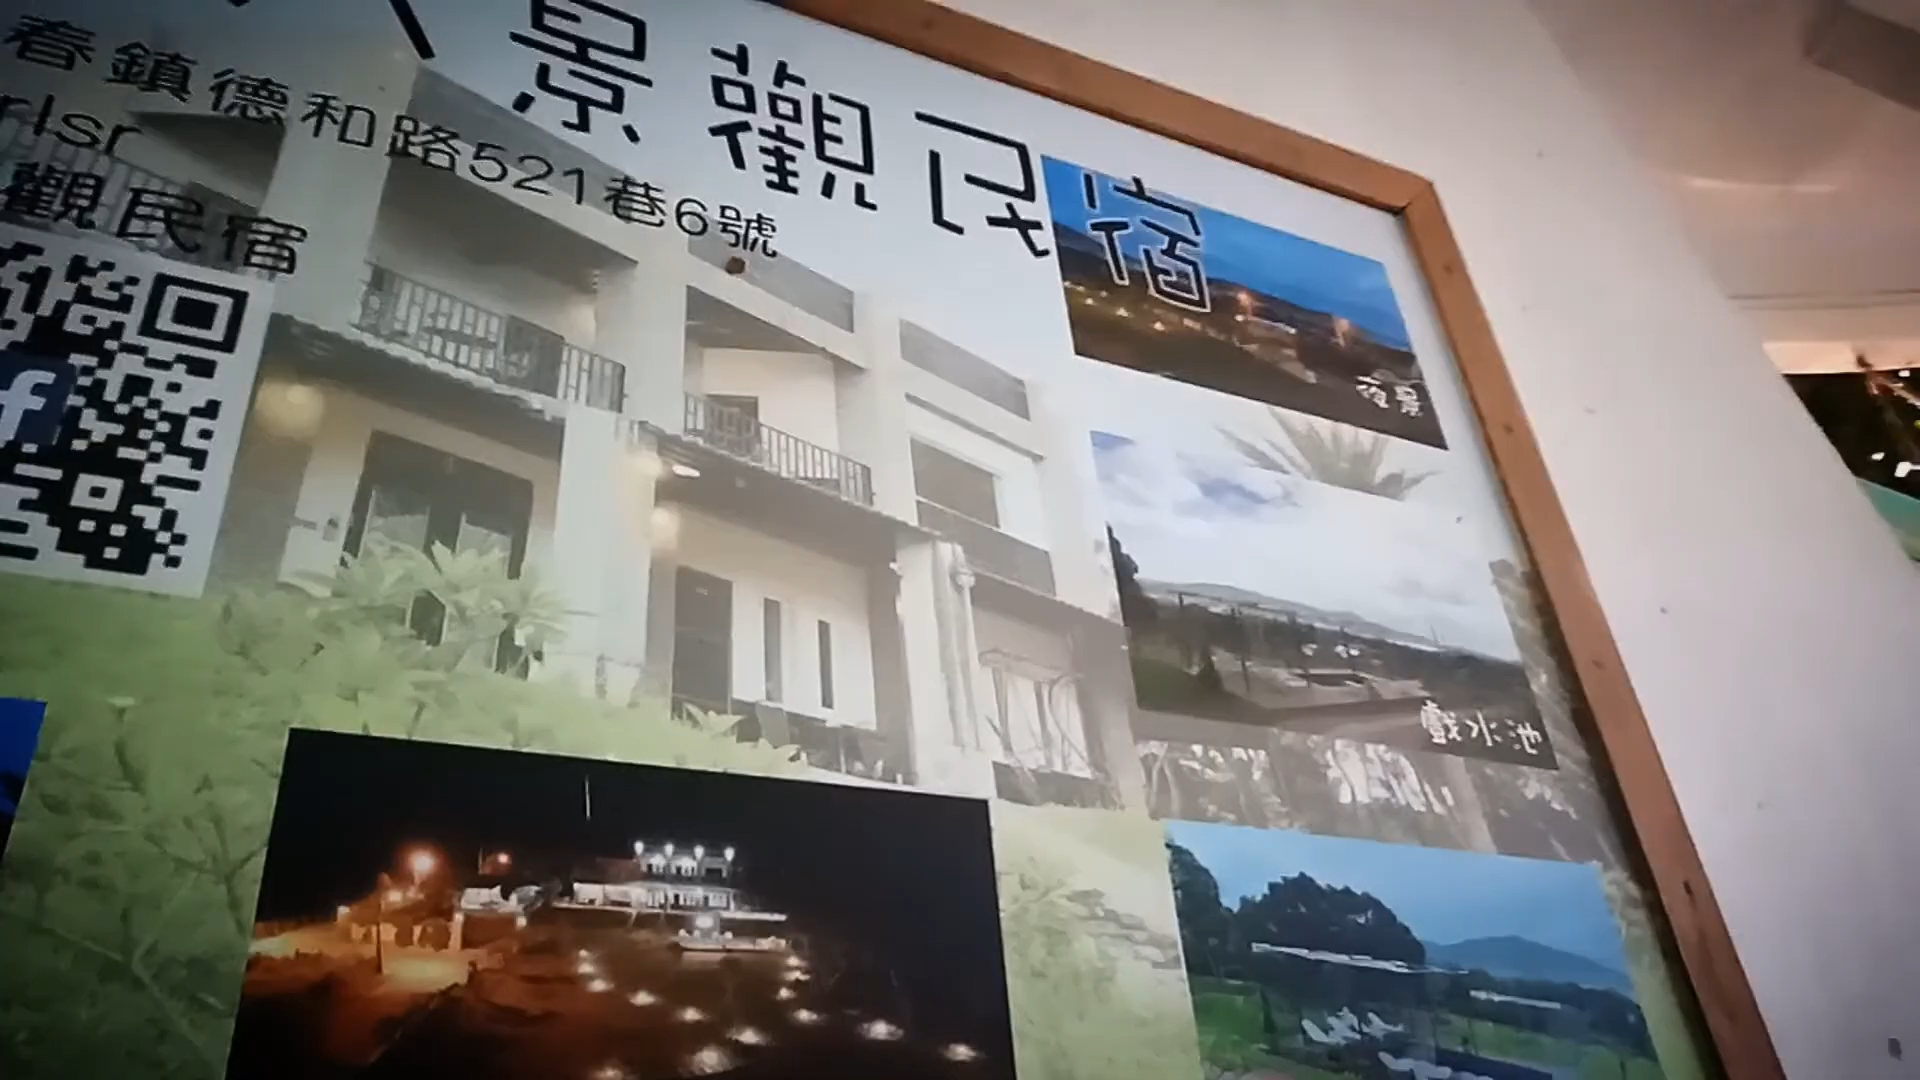 景觀民宿
春鎮德和路521巷6號
rlsr
觀民宿
f
夜景
戲水池